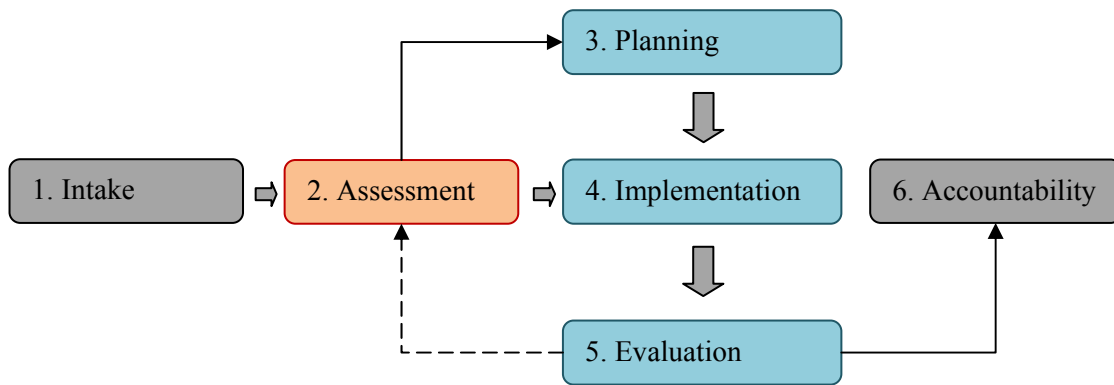 3. Planning
1. Intake
2. Assessment
4. Implementation
6. Accountability
5. Evaluation